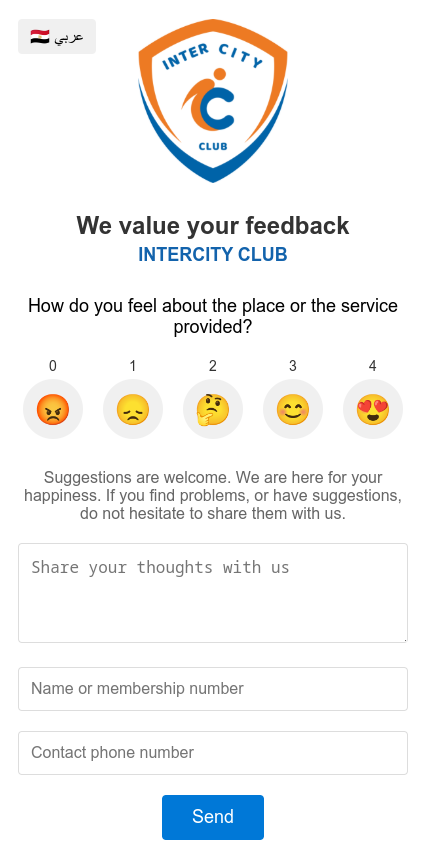 عربي
INTER CITY
CLUB
We value your feedback
INTERCITY CLUB
How do you feel about the place or the service
provided?
0 1 2 3 4
Suggestions are welcome. We are here for your
happiness. If you find problems, or have suggestions,
do not hesitate to share them with us.
Share your thoughts with us
Name or membership number
Contact phone number
Send